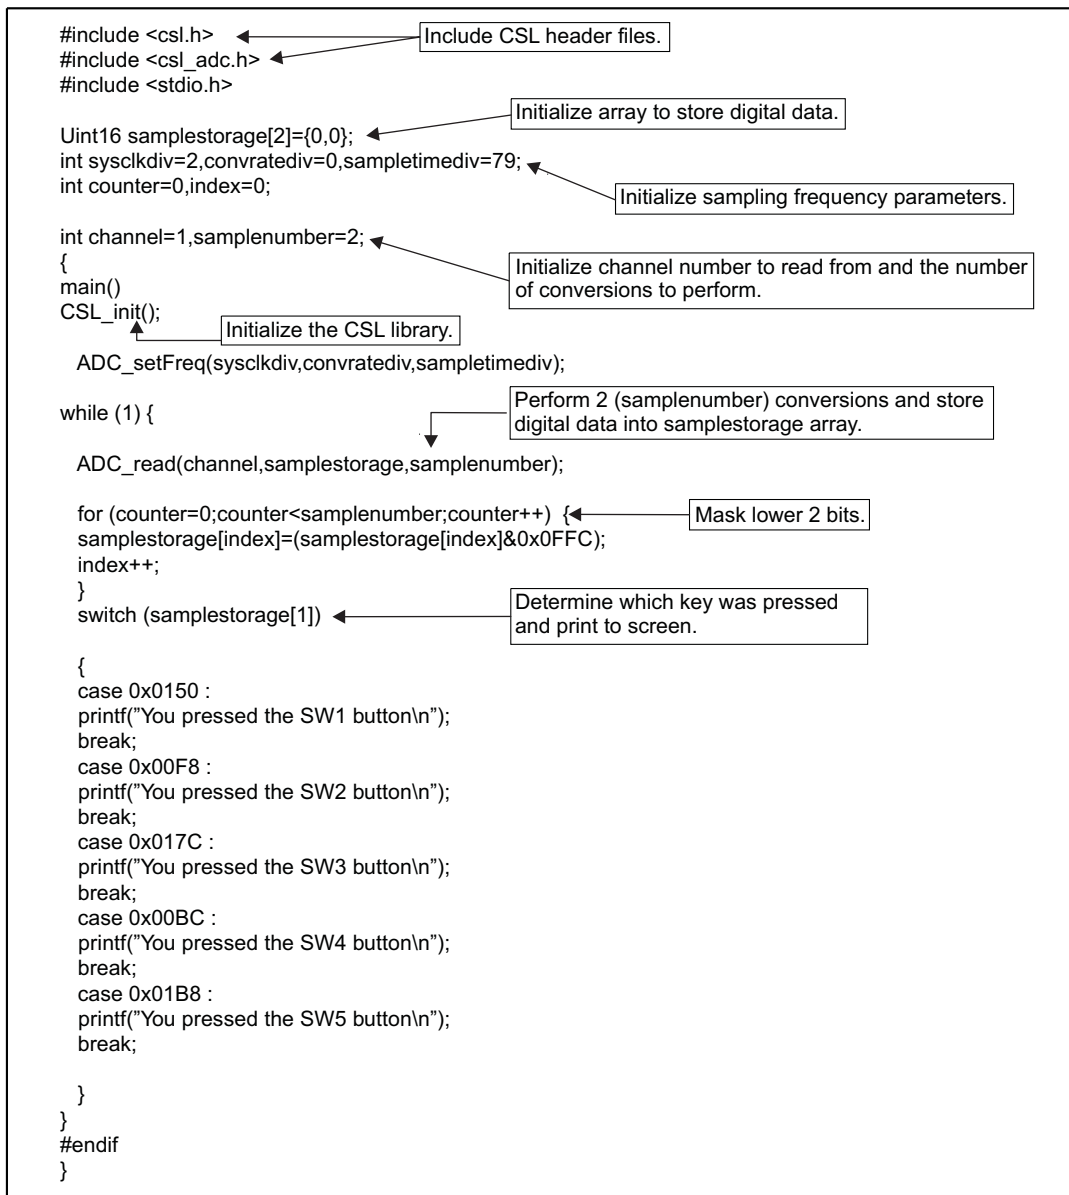 #include <csl.h>
Include CSL header files.
#include <csl_adc.h>
#include <stdio.h>
Initialize array to store digital data.
Uint16 samplestorage[2]={0,0};
int sysclkdiv=2,convratediv=0,sampletimediv=79;
int counter=0,index=0;
Initialize sampling frequency parameters.
int channel=1,samplenumber=2;
{
Initialize channel number to read from and the number
of conversions to perform.
main()
CSL_init();
Initialize the CSL library.
ADC_setFreq(sysclkdiv,convratediv,sampletimediv);
while (1) {
Perform 2 (samplenumber) conversions and store
digital data into samplestorage array.
ADC_read(channel,samplestorage,samplenumber);
for (counter=0;counter<samplenumber;counter++) {
Mask lower 2 bits.
samplestorage[index]=(samplestorage[index]&0x0FFC);
index++;
}
switch (samplestorage[1])
Determine which key was pressed
and print to screen.
{
case 0x0150 :
printf(”You pressed the SW1 button\n”);
break;
case 0x00F8 :
printf(”You pressed the SW2 button\n”);
break;
case 0x017C :
printf(”You pressed the SW3 button\n”);
break;
case 0x00BC :
printf(”You pressed the SW4 button\n”);
break;
case 0x01B8 :
printf(”You pressed the SW5 button\n”);
break;
}
}
#endif
}